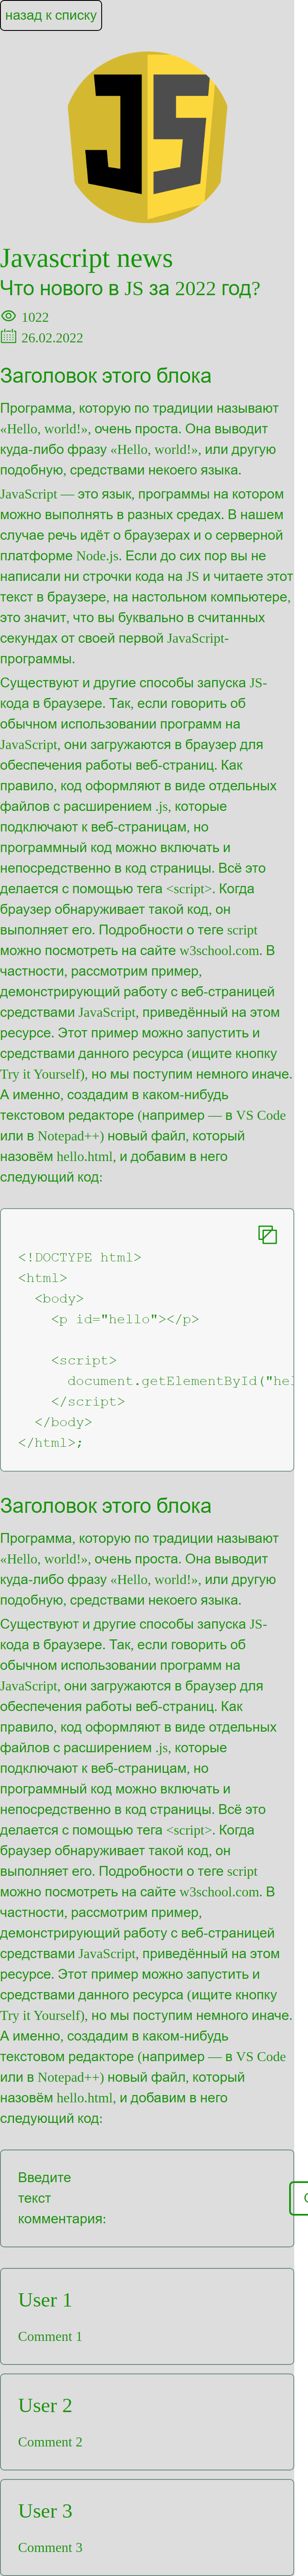 назад к списку
JS
Javascript news
Что нового в JS за 2022 год?
1022
26.02.2022
Заголовок этого блока
Программа, которую по традиции называют
«Hello, world!», очень проста. Она выводит
куда-либо фразу «Hello, world!», или другую
подобную, средствами некоего языка.
JavaScript — это язык, программы на котором
можно выполнять в разных средах. В нашем
случае речь идёт о браузерах и о серверной
платформе Node.js. Если до сих пор вы не
написали ни строчки кода на JS и читаете этот
текст в браузере, на настольном компьютере,
это значит, что вы буквально в считанных
секундах от своей первой JavaScript-
программы.
Существуют и другие способы запуска JS-
кода в браузере. Так, если говорить об
обычном использовании программ на
JavaScript, они загружаются в браузер для
обеспечения работы веб-страниц. Как
правило, код оформляют в виде отдельных
файлов с расширением .js, которые
подключают к веб-страницам, но
программный код можно включать и
непосредственно в код страницы. Всё это
делается с помощью тега <script>. Когда
браузер обнаруживает такой код, он
выполняет его. Подробности о теге script
можно посмотреть на сайте w3school.com. В
частности, рассмотрим пример,
демонстрирующий работу с веб-страницей
средствами JavaScript, приведённый на этом
ресурсе. Этот пример можно запустить и
средствами данного ресурса (ищите кнопку
Try it Yourself), но мы поступим немного иначе.
А именно, создадим в каком-нибудь
текстовом редакторе (например — в VS Code
или в Notepad++) новый файл, который
назовём hello.html, и добавим в него
следующий код:
<!DOCTYPE html>
<html>
<body>
<p id="hello"></p>
<script>
document.getElementById("hel
</script>
</body>
</html>;
Заголовок этого блока
Программа, которую по традиции называют
«Hello, world!», очень проста. Она выводит
куда-либо фразу «Hello, world!», или другую
подобную, средствами некоего языка.
Существуют и другие способы запуска JS-
кода в браузере. Так, если говорить об
обычном использовании программ на
JavaScript, они загружаются в браузер для
обеспечения работы веб-страниц. Как
правило, код оформляют в виде отдельных
файлов с расширением .js, которые
подключают к веб-страницам, но
программный код можно включать и
непосредственно в код страницы. Всё это
делается с помощью тега <script>. Когда
браузер обнаруживает такой код, он
выполняет его. Подробности о теге script
можно посмотреть на сайте w3school.com. В
частности, рассмотрим пример,
демонстрирующий работу с веб-страницей
средствами JavaScript, приведённый на этом
ресурсе. Этот пример можно запустить и
средствами данного ресурса (ищите кнопку
Try it Yourself), но мы поступим немного иначе.
А именно, создадим в каком-нибудь
текстовом редакторе (например — в VS Code
или в Notepad++) новый файл, который
назовём hello.html, и добавим в него
следующий код:
Введите
текст
комментария:
User 1
Comment 1
User 2
Comment 2
User 3
Comment 3